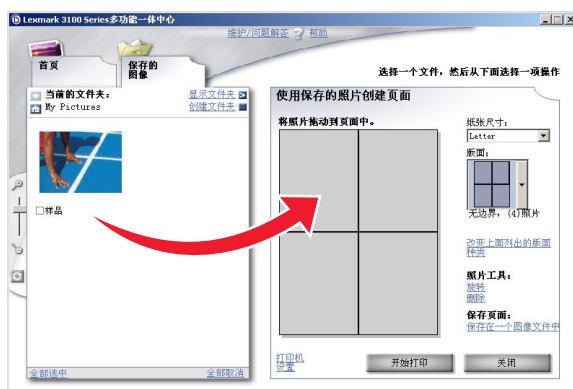 Lexmark 3100 Series多功能一体中心
维护/问题解答 ? 帮助
首页
保存的
图像
选择一个文件，然后从下面选择一项操作
当前的文件夹：
显示文件夹
My Pictures
创建文件夹
样品
全部选中
全部取消
使用保存的照片创建页面
将照片拖动到页面中。
纸张尺寸：
Letter
版面：
无边界，(4)照片
改变上面列出的版面
种类
照片工具：
旋转
删除
保存页面：
保存在一个图像文件中
打印机
设置
开始打印
关闭